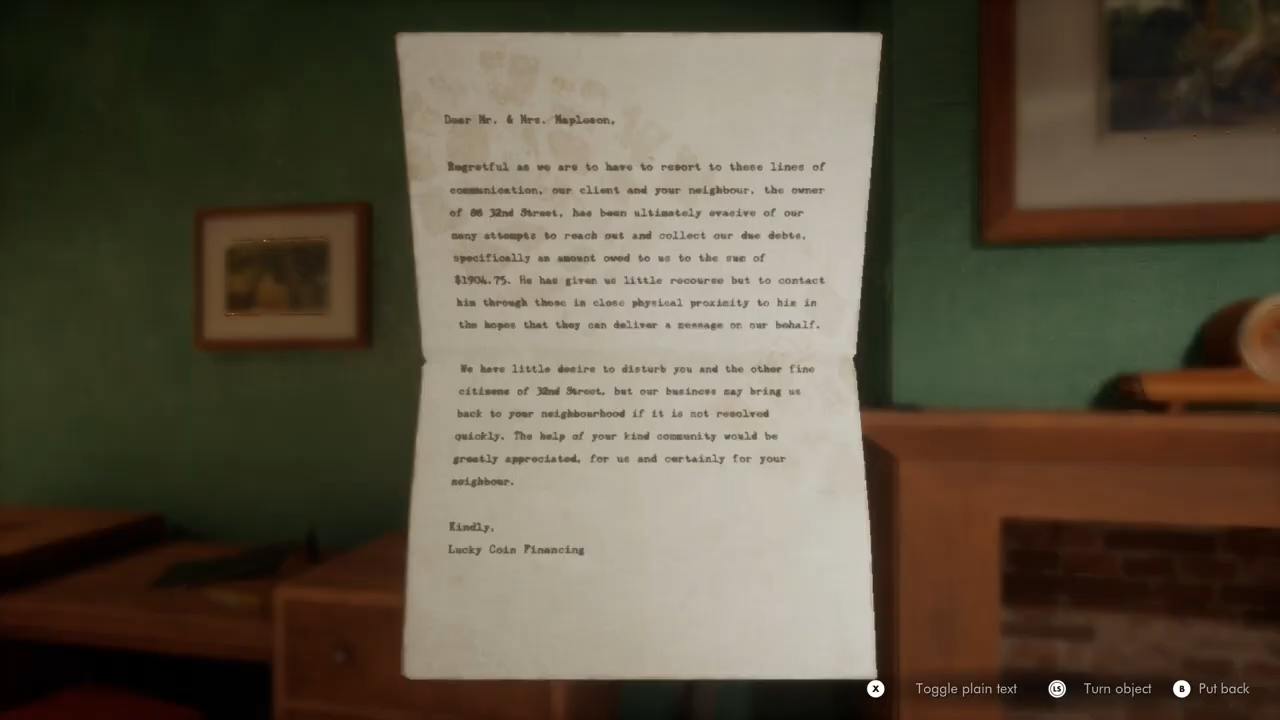 Dear Mr. & Mrs. Mapleson,
Regretful as we are to have to resort to these lines of
communication, our client and your neighbour, the owner
of 86 32nd Street, has been ultimately evasive of our
many attempts to reach out and collect our due debts,
specifically an amount owed to us to the sum of
$1904.75. He has given us little recourse but to contact
him through those in close physical proximity to him in
the hopes that they can deliver a message on our behalf.
We have little desire to disturb you and the other fine
citizens of 32nd Street, but our business may bring us
back to your neighbourhood if it is not resolved
quickly. The help of your kind community would be
greatly appreciated, for us and certainly for your
neighbour.
Kindly,
Lucky Coin Financing
X Toggle plain text LS Turn object B Put back